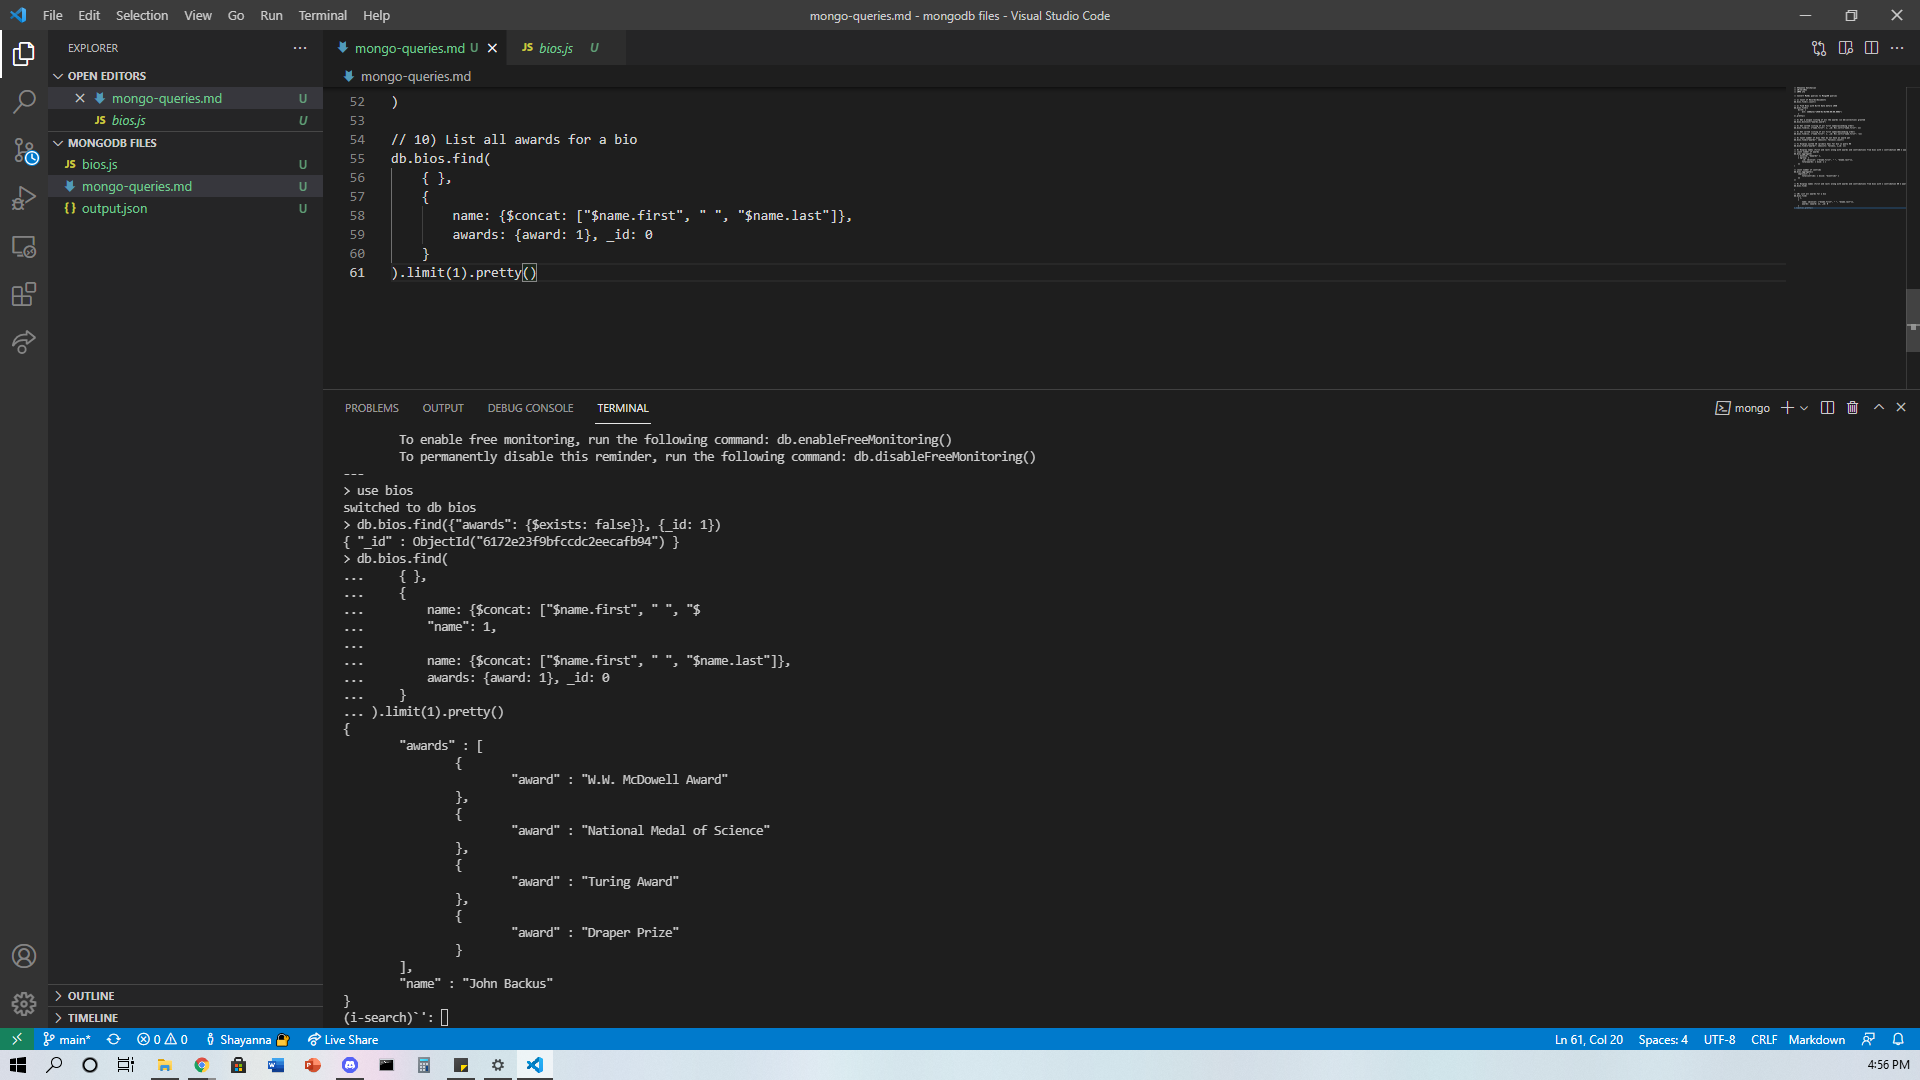 File Edit Selection View Go Run Terminal Help
mongo-queries.md - mongodb files - Visual Studio Code
EXPLORER
OPEN EDITORS
mongo-queries.md U
JS bios.js U
MONGODB FILES
JS bios.js U
mongo-queries.md U
{} output.json U
OUTLINE
TIMELINE
mongo-queries.md U
JS bios.js U
mongo-queries.md
52 )
53
54 // 10) List all awards for a bio
55 db.bios.find(
56 { },
57 {
58 name: {$concat: ["$name.first", " ", "$name.last"]},
59 awards: {award: 1}, _id: 0
60 }
61 ).limit(1).pretty()
PROBLEMS OUTPUT DEBUG CONSOLE TERMINAL
mongo
To enable free monitoring, run the following command: db.enableFreeMonitoring()
To permanently disable this reminder, run the following command: db.disableFreeMonitoring()
---
> use bios
switched to db bios
> db.bios.find({"awards": {$exists: false}}, {_id: 1})
{ "_id" : ObjectId("6172e23f9bfccdc2eecafb94") }
> db.bios.find(
... { },
... {
... name: {$concat: ["$name.first", " ", "$
... "name": 1,
...
... name: {$concat: ["$name.first", " ", "$name.last"]},
... awards: {award: 1}, _id: 0
... }
... ).limit(1).pretty()
{
"awards" : [
{
"award" : "W.W. McDowell Award"
},
{
"award" : "National Medal of Science"
},
{
"award" : "Turing Award"
},
{
"award" : "Draper Prize"
}
],
"name" : "John Backus"
}
(i-search)`':
main* 0 0 Shayanna Live Share
Ln 61, Col 20 Spaces: 4 UTF-8 CRLF Markdown
4:56 PM